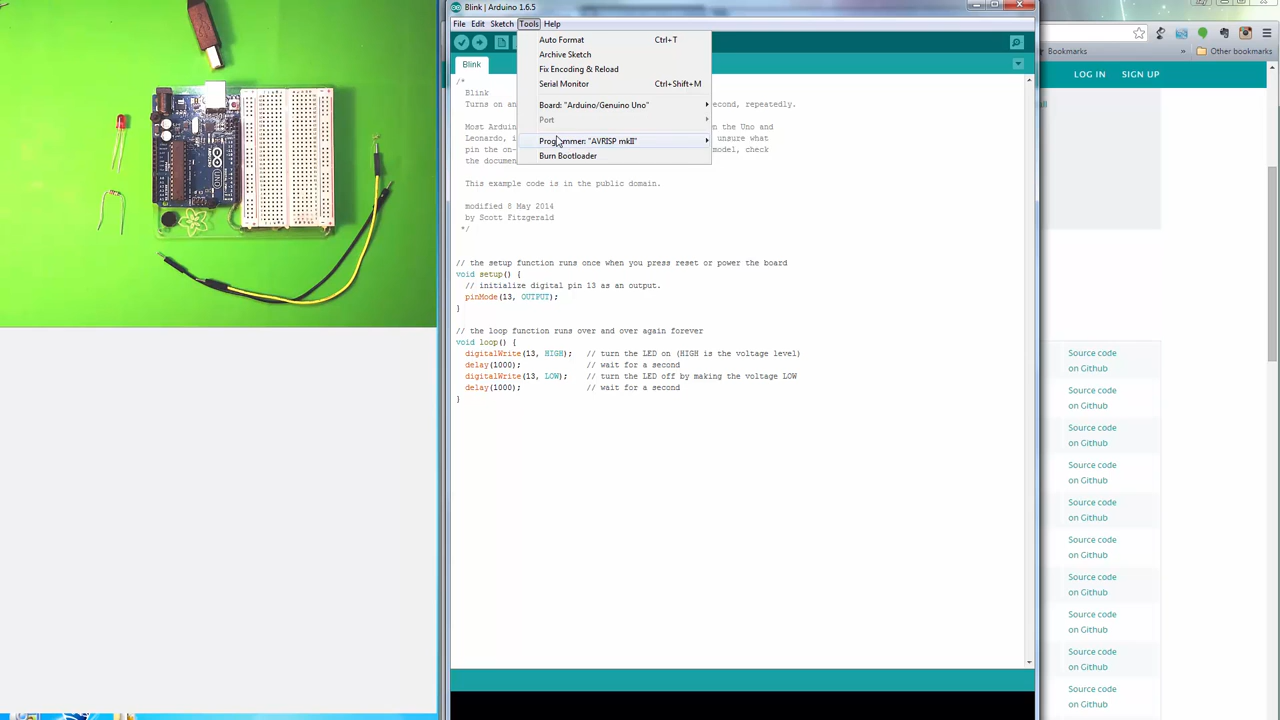 Blink | Arduino 1.6.5
File Edit Sketch Tools Help
Auto Format Ctrl+T
Archive Sketch
Fix Encoding & Reload
Serial Monitor Ctrl+Shift+M
Board: "Arduino/Genuino Uno"
Port
Programmer: "AVRISP mkII"
Burn Bootloader
Blink
/*
Blink
Turns on an econd, repeatedly.
Most Arduin n the Uno and
Leonardo, i unsure what
pin the on- model, check
the documen
This example code is in the public domain.
modified 8 May 2014
by Scott Fitzgerald
*/
// the setup function runs once when you press reset or power the board
void setup() {
// initialize digital pin 13 as an output.
pinMode(13, OUTPUT);
}
// the loop function runs over and over again forever
void loop() {
digitalWrite(13, HIGH); // turn the LED on (HIGH is the voltage level)
delay(1000); // wait for a second
digitalWrite(13, LOW); // turn the LED off by making the voltage LOW
delay(1000); // wait for a second
}
Bookmarks » Other bookmarks
LOG IN SIGN UP
Source code
on Github
Source code
on Github
Source code
on Github
Source code
on Github
Source code
on Github
Source code
on Github
Source code
on Github
Source code
on Github
Source code
on Github
Source code
on Github
UNO